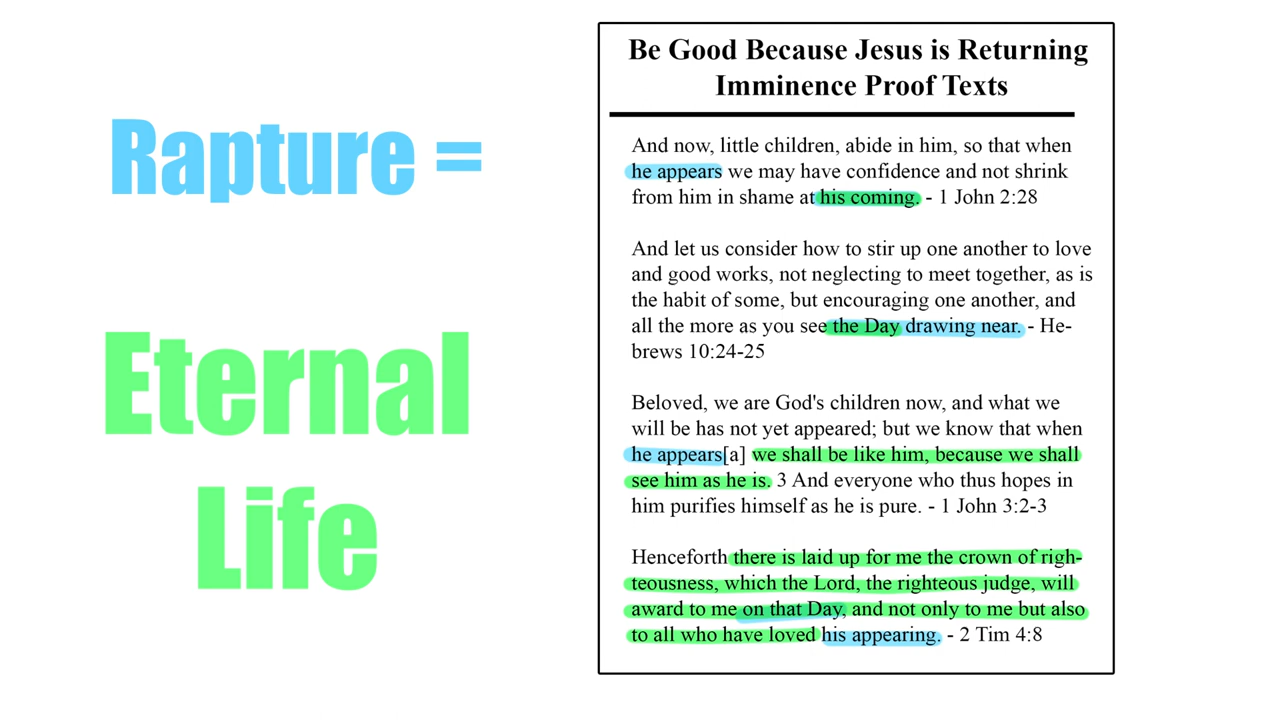 Rapture =
Eternal
Life
Be Good Because Jesus is Returning
Imminence Proof Texts
And now, little children, abide in him, so that when
he appears we may have confidence and not shrink
from him in shame at his coming. - 1 John 2:28
And let us consider how to stir up one another to love
and good works, not neglecting to meet together, as is
the habit of some, but encouraging one another, and
all the more as you see the Day drawing near. - He-
brews 10:24-25
Beloved, we are God's children now, and what we
will be has not yet appeared; but we know that when
he appears[a] we shall be like him, because we shall
see him as he is. 3 And everyone who thus hopes in
him purifies himself as he is pure. - 1 John 3:2-3
Henceforth there is laid up for me the crown of righ-
teousness, which the Lord, the righteous judge, will
award to me on that Day, and not only to me but also
to all who have loved his appearing. - 2 Tim 4:8